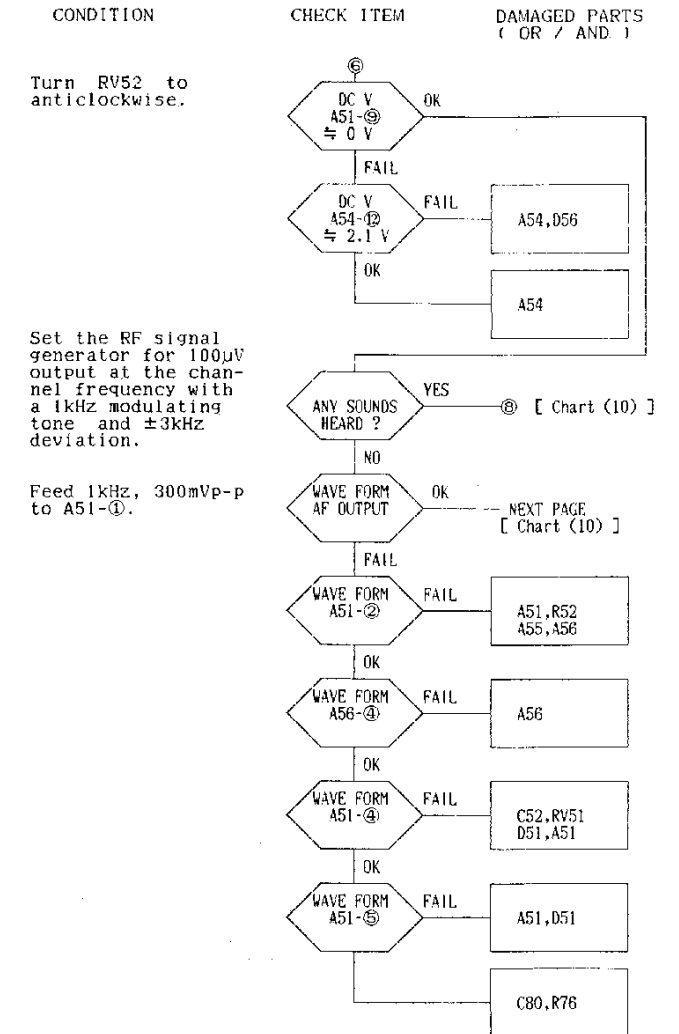 CONDITION CHECK ITEM DAMAGED PARTS
( OR / AND )
⑥
Turn RV52 to
anticlockwise.
DC V
A51-⑨
≒ 0 V
OK
FAIL
DC V
A54-⑫
≒ 2.1 V
FAIL
A54,D56
OK
A54
Set the RF signal
generator for 100µV
output at the chan-
nel frequency with
a 1kHz modulating
tone and ±3kHz
deviation.
ANY SOUNDS
HEARD ?
YES
⑧ [ Chart (10) ]
NO
Feed 1kHz, 300mVp-p
to A51-①.
WAVE FORM
AF OUTPUT
OK
NEXT PAGE
[ Chart (10) ]
FAIL
WAVE FORM
A51-②
FAIL
A51,R52
A55,A56
OK
WAVE FORM
A56-④
FAIL
A56
OK
WAVE FORM
A51-④
FAIL
C52,RV51
D51,A51
OK
WAVE FORM
A51-⑤
FAIL
A51,D51
C80,R76